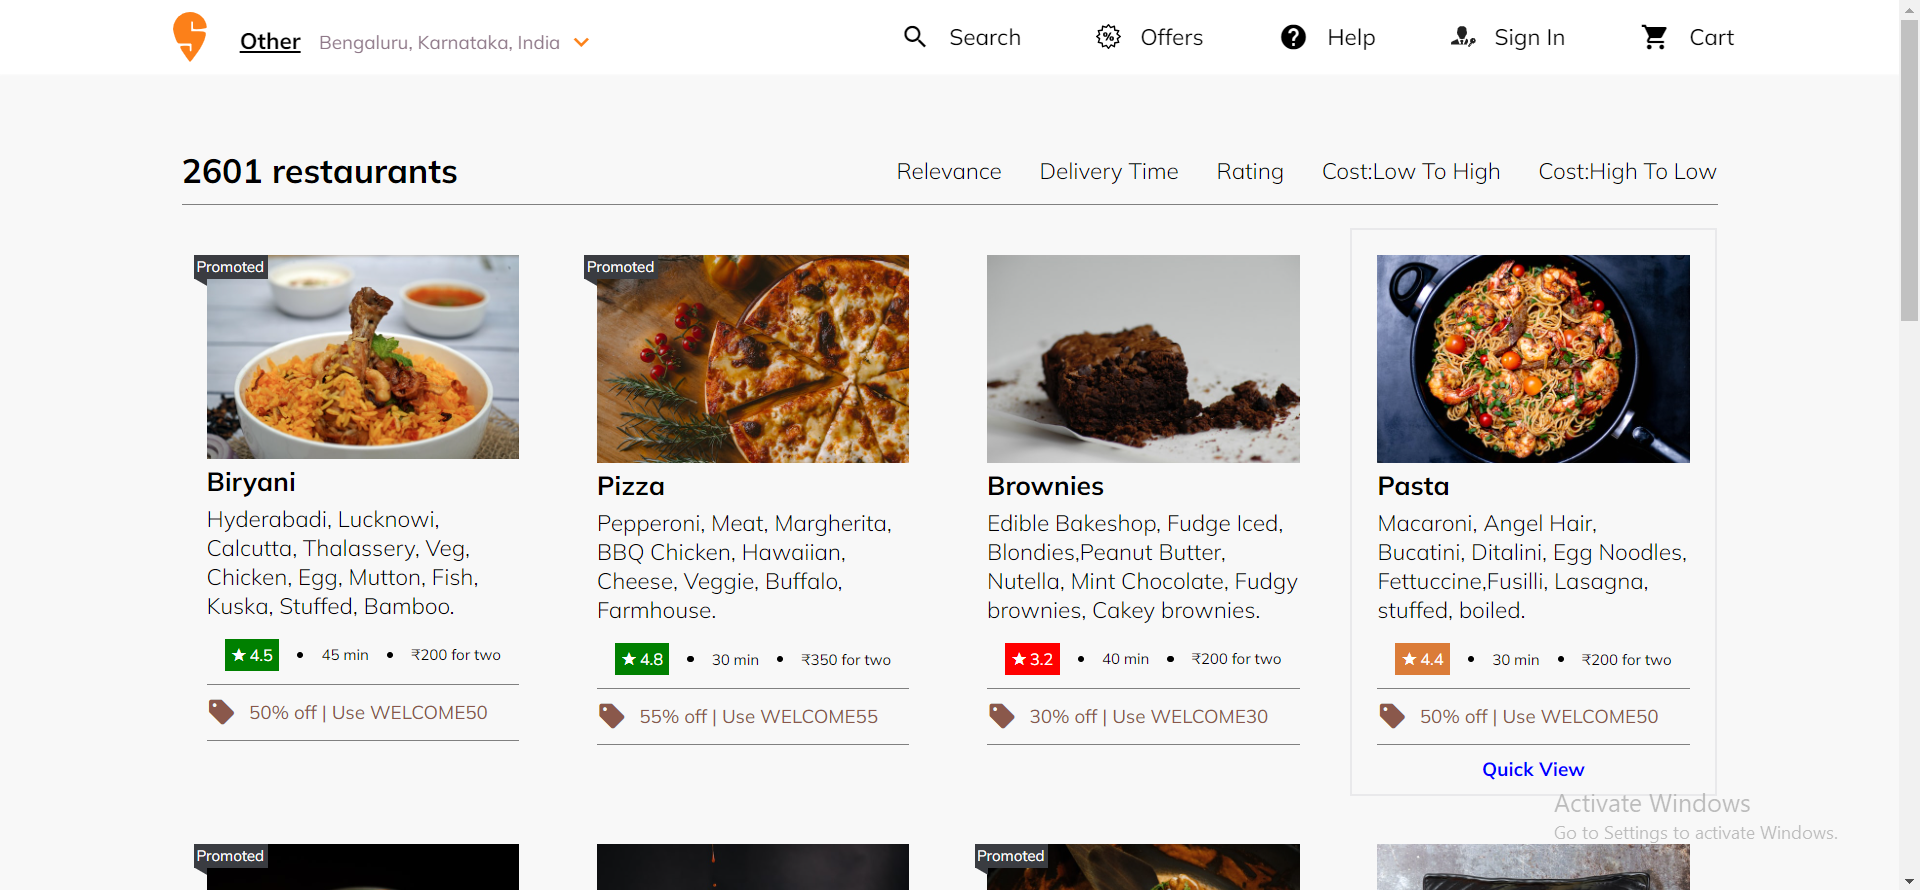 Other Bengaluru, Karnataka, India Search Offers Help Sign In Cart
2601 restaurants Relevance Delivery Time Rating Cost:Low To High Cost:High To Low
Promoted
Biryani
Hyderabadi, Lucknowi,
Calcutta, Thalassery, Veg,
Chicken, Egg, Mutton, Fish,
Kuska, Stuffed, Bamboo.
★ 4.5 • 45 min • ₹200 for two
50% off | Use WELCOME50
Promoted
Pizza
Pepperoni, Meat, Margherita,
BBQ Chicken, Hawaiian,
Cheese, Veggie, Buffalo,
Farmhouse.
★ 4.8 • 30 min • ₹350 for two
55% off | Use WELCOME55
Brownies
Edible Bakeshop, Fudge Iced,
Blondies,Peanut Butter,
Nutella, Mint Chocolate, Fudgy
brownies, Cakey brownies.
★ 3.2 • 40 min • ₹200 for two
30% off | Use WELCOME30
Pasta
Macaroni, Angel Hair,
Bucatini, Ditalini, Egg Noodles,
Fettuccine,Fusilli, Lasagna,
stuffed, boiled.
★ 4.4 • 30 min • ₹200 for two
50% off | Use WELCOME50
Quick View
Activate Windows
Go to Settings to activate Windows.
Promoted
Promoted